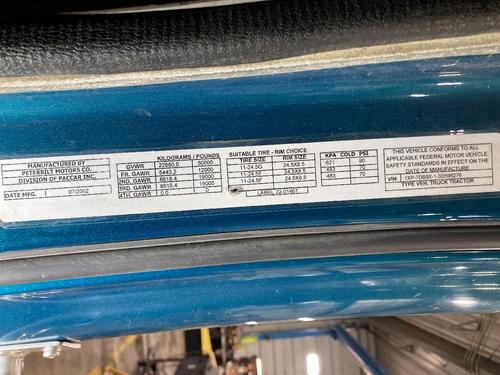 MANUFACTURED BY
PETERBILT MOTORS CO.
DIVISION OF PACCAR INC.
DATE MFG. 07/2002
KILOGRAMS / POUNDS
GVWR 22680.0 50000
FR. GAWR 5443.2 12000
2ND. GAWR 8618.4 19000
3RD. GAWR 8618.4 19000
4TH. GAWR 0.0 0
SUITABLE TIRE - RIM CHOICE
TIRE SIZE RIM SIZE
11-24.5G 24.5X8.5
11-24.5F 24.5X8.5
11-24.5F 24.5X8.5
LABEL
KPA COLD PSI
621 90
483 70
483 70
THIS VEHICLE CONFORMS TO ALL
APPLICABLE FEDERAL MOTOR VEHICLE
SAFETY STANDARDS IN EFFECT ON THE
DATE OF MANUFACTURE
VIN
TYPE VEH. TRUCK TRACTOR